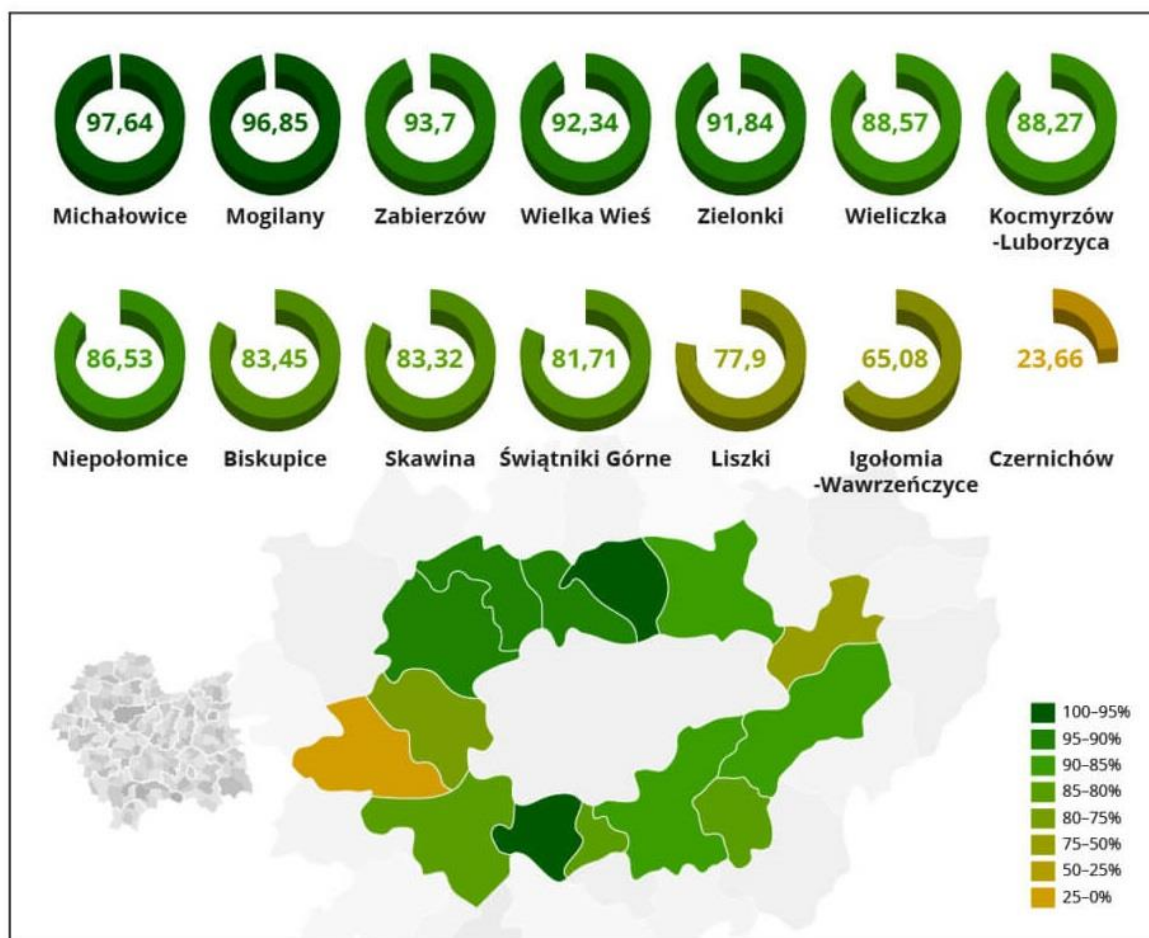 97,64
96,85
93,7
92,34
91,84
88,57
88,27
Michałowice
Mogilany
Zabierzów
Wielka Wieś
Zielonki
Wieliczka
Kocmyrzów
-Luborzyca
86,53
83,45
83,32
81,71
77,9
65,08
23,66
Niepołomice
Biskupice
Skawina
Świątniki Górne
Liszki
Igołomia
-Wawrzeńczyce
Czernichów
100–95%
95–90%
90–85%
85–80%
80–75%
75–50%
50–25%
25–0%